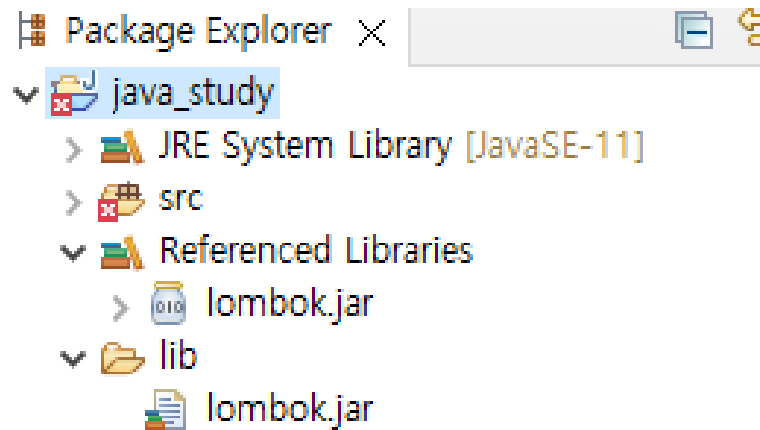 Package Explorer
java_study
JRE System Library [JavaSE-11]
src
Referenced Libraries
lombok.jar
lib
lombok.jar